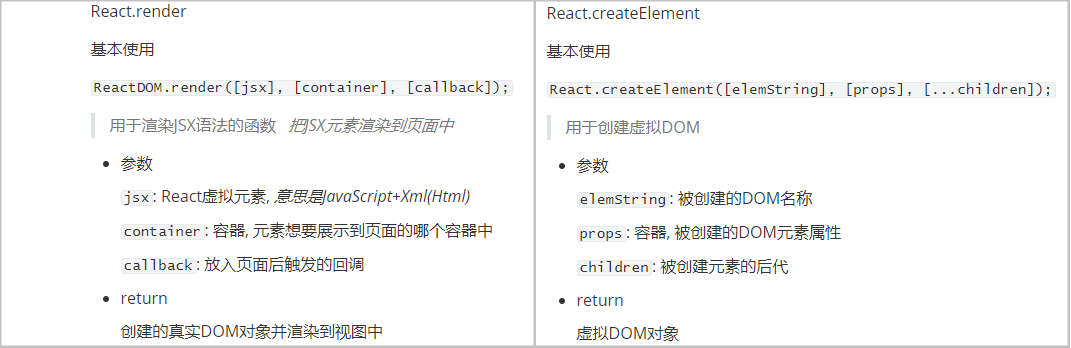 React.render
基本使用
ReactDOM.render([jsx], [container], [callback]);
用于渲染JSX语法的函数 把JSX元素渲染到页面中
参数
jsx: React虚拟元素, 意思是JavaScript+Xml(Html)
container: 容器, 元素想要展示到页面的哪个容器中
callback: 放入页面后触发的回调
return
创建的真实DOM对象并渲染到视图中
React.createElement
基本使用
React.createElement([elemString], [props], [...children]);
用于创建虚拟DOM
参数
elemString: 被创建的DOM名称
props: 容器, 被创建的DOM元素属性
children: 被创建元素的后代
return
虚拟DOM对象